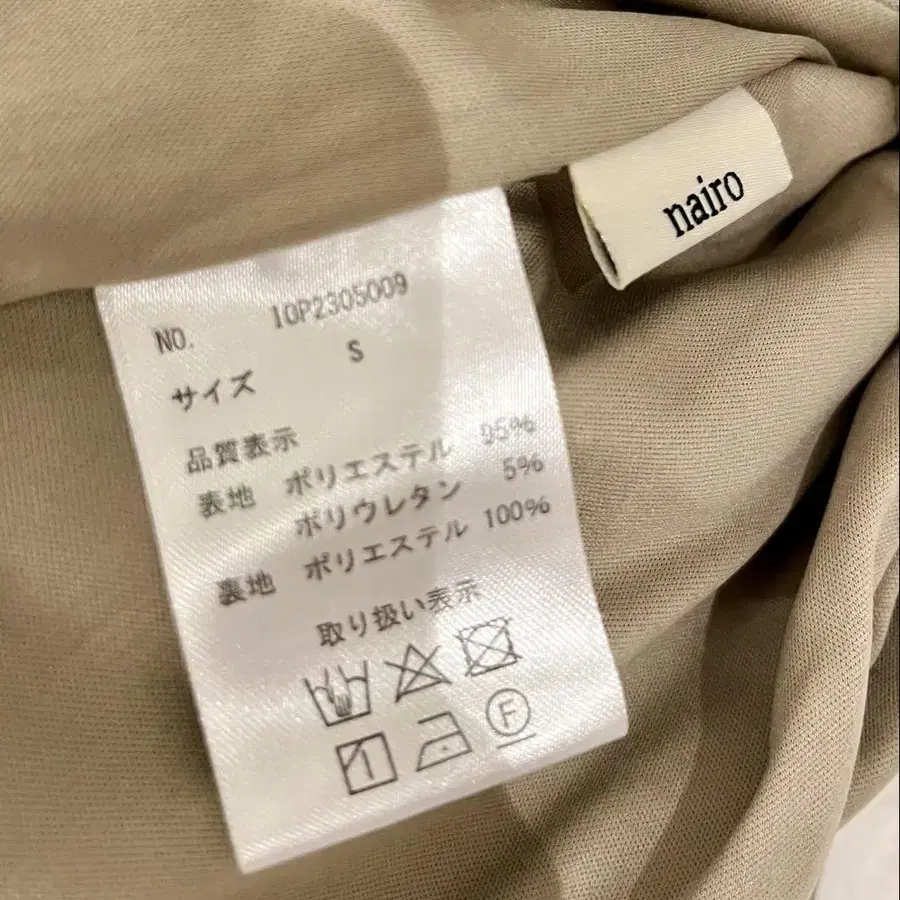 nairo
NO. IOP2305009
サイズ S
品質表示
表地 ポリエステル 95%
ポリウレタン 5%
裏地 ポリエステル 100%
取り扱い表示
F